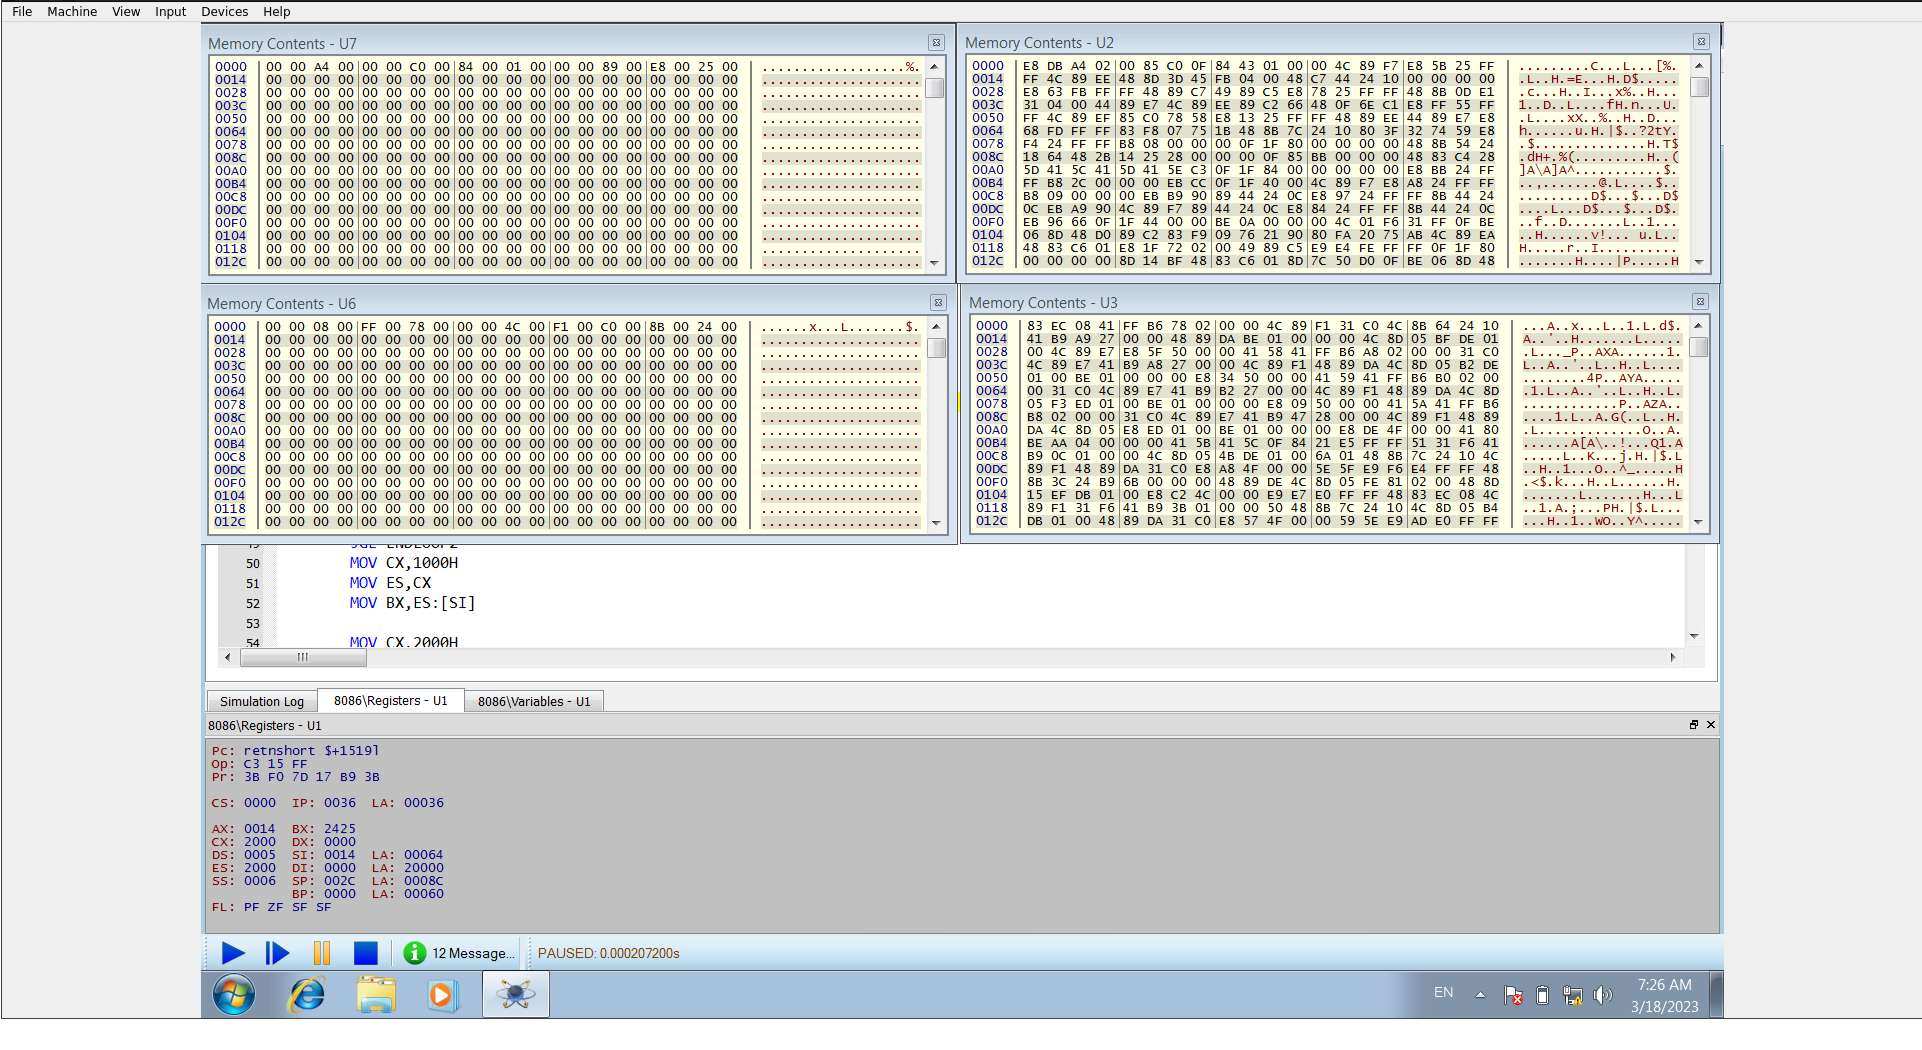 File Machine View Input Devices Help
Memory Contents - U7
0000 00 00 A4 00 00 00 C0 00 84 00 01 00 00 00 89 00 E8 00 25 00 ..................%.
0014 00 00 00 00 00 00 00 00 00 00 00 00 00 00 00 00 00 00 00 00 ....................
0028 00 00 00 00 00 00 00 00 00 00 00 00 00 00 00 00 00 00 00 00 ....................
003C 00 00 00 00 00 00 00 00 00 00 00 00 00 00 00 00 00 00 00 00 ....................
0050 00 00 00 00 00 00 00 00 00 00 00 00 00 00 00 00 00 00 00 00 ....................
0064 00 00 00 00 00 00 00 00 00 00 00 00 00 00 00 00 00 00 00 00 ....................
0078 00 00 00 00 00 00 00 00 00 00 00 00 00 00 00 00 00 00 00 00 ....................
008C 00 00 00 00 00 00 00 00 00 00 00 00 00 00 00 00 00 00 00 00 ....................
00A0 00 00 00 00 00 00 00 00 00 00 00 00 00 00 00 00 00 00 00 00 ....................
00B4 00 00 00 00 00 00 00 00 00 00 00 00 00 00 00 00 00 00 00 00 ....................
00C8 00 00 00 00 00 00 00 00 00 00 00 00 00 00 00 00 00 00 00 00 ....................
00DC 00 00 00 00 00 00 00 00 00 00 00 00 00 00 00 00 00 00 00 00 ....................
00F0 00 00 00 00 00 00 00 00 00 00 00 00 00 00 00 00 00 00 00 00 ....................
0104 00 00 00 00 00 00 00 00 00 00 00 00 00 00 00 00 00 00 00 00 ....................
0118 00 00 00 00 00 00 00 00 00 00 00 00 00 00 00 00 00 00 00 00 ....................
012C 00 00 00 00 00 00 00 00 00 00 00 00 00 00 00 00 00 00 00 00 ....................
Memory Contents - U2
0000 E8 DB A4 02 00 85 C0 0F 84 43 01 00 00 4C 89 F7 E8 5B 25 FF .........C...L...[%.
0014 FF 4C 89 EE 48 8D 3D 45 FB 04 00 48 C7 44 24 10 00 00 00 00 .L..H.=E...H.D$.....
0028 E8 63 FB FF FF 48 89 C7 49 89 C5 E8 78 25 FF FF 48 8B 0D E1 .c...H..I...x%..H...
003C 31 04 00 44 89 E7 4C 89 EE 89 C2 66 48 0F 6E C1 E8 FF 55 FF 1..D..L....fH.n...U.
0050 FF 4C 89 EF 85 C0 78 58 E8 13 25 FF FF 48 89 EE 44 89 E7 E8 .L....xX..%..H..D...
0064 68 FD FF FF 83 F8 07 75 1B 48 8B 7C 24 10 80 3F 32 74 59 E8 h......u.H.|$..?2tY.
0078 F4 24 FF FF B8 08 00 00 00 0F 1F 80 00 00 00 00 48 8B 54 24 .$..............H.T$
008C 18 64 48 2B 14 25 28 00 00 00 0F 85 BB 00 00 00 48 83 C4 28 .dH+.%(.........H..(
00A0 5D 41 5C 41 5D 41 5E C3 0F 1F 84 00 00 00 00 00 E8 BB 24 FF ]A\A]A^...........$.
00B4 FF B8 2C 00 00 00 EB CC 0F 1F 40 00 4C 89 F7 E8 A8 24 FF FF ..,.......@.L....$..
00C8 B8 09 00 00 00 EB B9 90 89 44 24 0C E8 97 24 FF FF 8B 44 24 .........D$...$...D$
00DC 0C EB A9 90 4C 89 F7 89 44 24 0C E8 84 24 FF FF 8B 44 24 0C ....L...D$...$...D$.
00F0 EB 96 66 0F 1F 44 00 00 BE 0A 00 00 00 4C 01 F6 31 FF 0F BE ..f..D.......L..1...
0104 06 8D 48 D0 89 C2 83 F9 09 76 21 90 80 FA 20 75 AB 4C 89 EA ..H......v!... u.L..
0118 48 83 C6 01 E8 1F 72 02 00 49 89 C5 E9 E4 FE FF FF 0F 1F 80 H.....r..I..........
012C 00 00 00 00 8D 14 BF 48 83 C6 01 8D 7C 50 D0 0F BE 06 8D 48 .......H....|P.....H
Memory Contents - U6
0000 00 00 08 00 FF 00 78 00 00 00 4C 00 F1 00 C0 00 8B 00 24 00 ......x...L.......$.
0014 00 00 00 00 00 00 00 00 00 00 00 00 00 00 00 00 00 00 00 00 ....................
0028 00 00 00 00 00 00 00 00 00 00 00 00 00 00 00 00 00 00 00 00 ....................
003C 00 00 00 00 00 00 00 00 00 00 00 00 00 00 00 00 00 00 00 00 ....................
0050 00 00 00 00 00 00 00 00 00 00 00 00 00 00 00 00 00 00 00 00 ....................
0064 00 00 00 00 00 00 00 00 00 00 00 00 00 00 00 00 00 00 00 00 ....................
0078 00 00 00 00 00 00 00 00 00 00 00 00 00 00 00 00 00 00 00 00 ....................
008C 00 00 00 00 00 00 00 00 00 00 00 00 00 00 00 00 00 00 00 00 ....................
00A0 00 00 00 00 00 00 00 00 00 00 00 00 00 00 00 00 00 00 00 00 ....................
00B4 00 00 00 00 00 00 00 00 00 00 00 00 00 00 00 00 00 00 00 00 ....................
00C8 00 00 00 00 00 00 00 00 00 00 00 00 00 00 00 00 00 00 00 00 ....................
00DC 00 00 00 00 00 00 00 00 00 00 00 00 00 00 00 00 00 00 00 00 ....................
00F0 00 00 00 00 00 00 00 00 00 00 00 00 00 00 00 00 00 00 00 00 ....................
0104 00 00 00 00 00 00 00 00 00 00 00 00 00 00 00 00 00 00 00 00 ....................
0118 00 00 00 00 00 00 00 00 00 00 00 00 00 00 00 00 00 00 00 00 ....................
012C 00 00 00 00 00 00 00 00 00 00 00 00 00 00 00 00 00 00 00 00 ....................
Memory Contents - U3
0000 83 EC 08 41 FF B6 78 02 00 00 4C 89 F1 31 C0 4C 8B 64 24 10 ...A..x...L..1.L.d$.
0014 41 B9 A9 27 00 00 48 89 DA BE 01 00 00 00 4C 8D 05 BF DE 01 A..'..H.......L.....
0028 00 4C 89 E7 E8 5F 50 00 00 41 58 41 FF B6 A8 02 00 00 31 C0 .L..._P..AXA......1.
003C 4C 89 E7 41 B9 A8 27 00 00 4C 89 F1 48 89 DA 4C 8D 05 B2 DE L..A..'..L..H..L....
0050 01 00 BE 01 00 00 00 E8 34 50 00 00 41 59 41 FF B6 B0 02 00 ........4P..AYA.....
0064 00 31 C0 4C 89 E7 41 B9 B2 27 00 00 4C 89 F1 48 89 DA 4C 8D .1.L..A..'..L..H..L.
0078 05 F3 ED 01 00 BE 01 00 00 00 E8 09 50 00 00 41 5A 41 FF B6 ............P..AZA..
008C B8 02 00 00 31 C0 4C 89 E7 41 B9 47 28 00 00 4C 89 F1 48 89 ....1.L..A.G(..L..H.
00A0 DA 4C 8D 05 E8 ED 01 00 BE 01 00 00 00 E8 DE 4F 00 00 41 80 .L.............O..A.
00B4 BE AA 04 00 00 00 41 5B 41 5C 0F 84 21 E5 FF FF 51 31 F6 41 ......A[A\..!...Q1.A
00C8 B9 0C 01 00 00 4C 8D 05 4B DE 01 00 6A 01 48 8B 7C 24 10 4C .....L..K...j.H.|$.L
00DC 89 F1 48 89 DA 31 C0 E8 A8 4F 00 00 5E 5F E9 F6 E4 FF FF 48 ..H..1...O..^_.....H
00F0 8B 3C 24 B9 6B 00 00 00 48 89 DE 4C 8D 05 FE 81 02 00 48 8D .<$.k...H..L......H.
0104 15 EF DB 01 00 E8 C2 4C 00 00 E9 E7 E0 FF FF 48 83 EC 08 4C .......L.......H...L
0118 89 F1 31 F6 41 B9 3B 01 00 00 50 48 8B 7C 24 10 4C 8D 05 B4 ..1.A.;...PH.|$.L...
012C DB 01 00 48 89 DA 31 C0 E8 57 4F 00 00 59 5E E9 AD E0 FF FF ...H..1..WO..Y^.....
50 MOV CX,1000H
51 MOV ES,CX
52 MOV BX,ES:[SI]
53
54 MOV CX,2000H
Simulation Log 8086\Registers - U1 8086\Variables - U1
8086\Registers - U1
Pc: retnshort $+1519]
Op: C3 15 FF
Pr: 3B F0 7D 17 B9 3B
CS: 0000 IP: 0036 LA: 00036
AX: 0014 BX: 2425
CX: 2000 DX: 0000
DS: 0005 SI: 0014 LA: 00064
ES: 2000 DI: 0000 LA: 20000
SS: 0006 SP: 002C LA: 0008C
BP: 0000 LA: 00060
FL: PF ZF SF SF
12 Message... PAUSED: 0.000207200s
EN 7:26 AM
3/18/2023